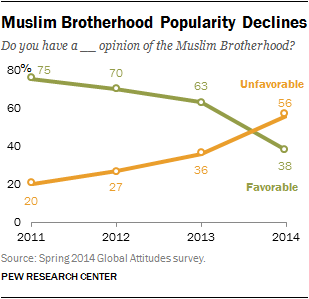 Muslim Brotherhood Popularity Declines
Do you have a __ opinion of the Muslim Brotherhood?
80%
75
70
63
Unfavorable
56
60
40
20
0
20
27
36
38
Favorable
2011 2012 2013 2014
Source: Spring 2014 Global Attitudes survey.
PEW RESEARCH CENTER